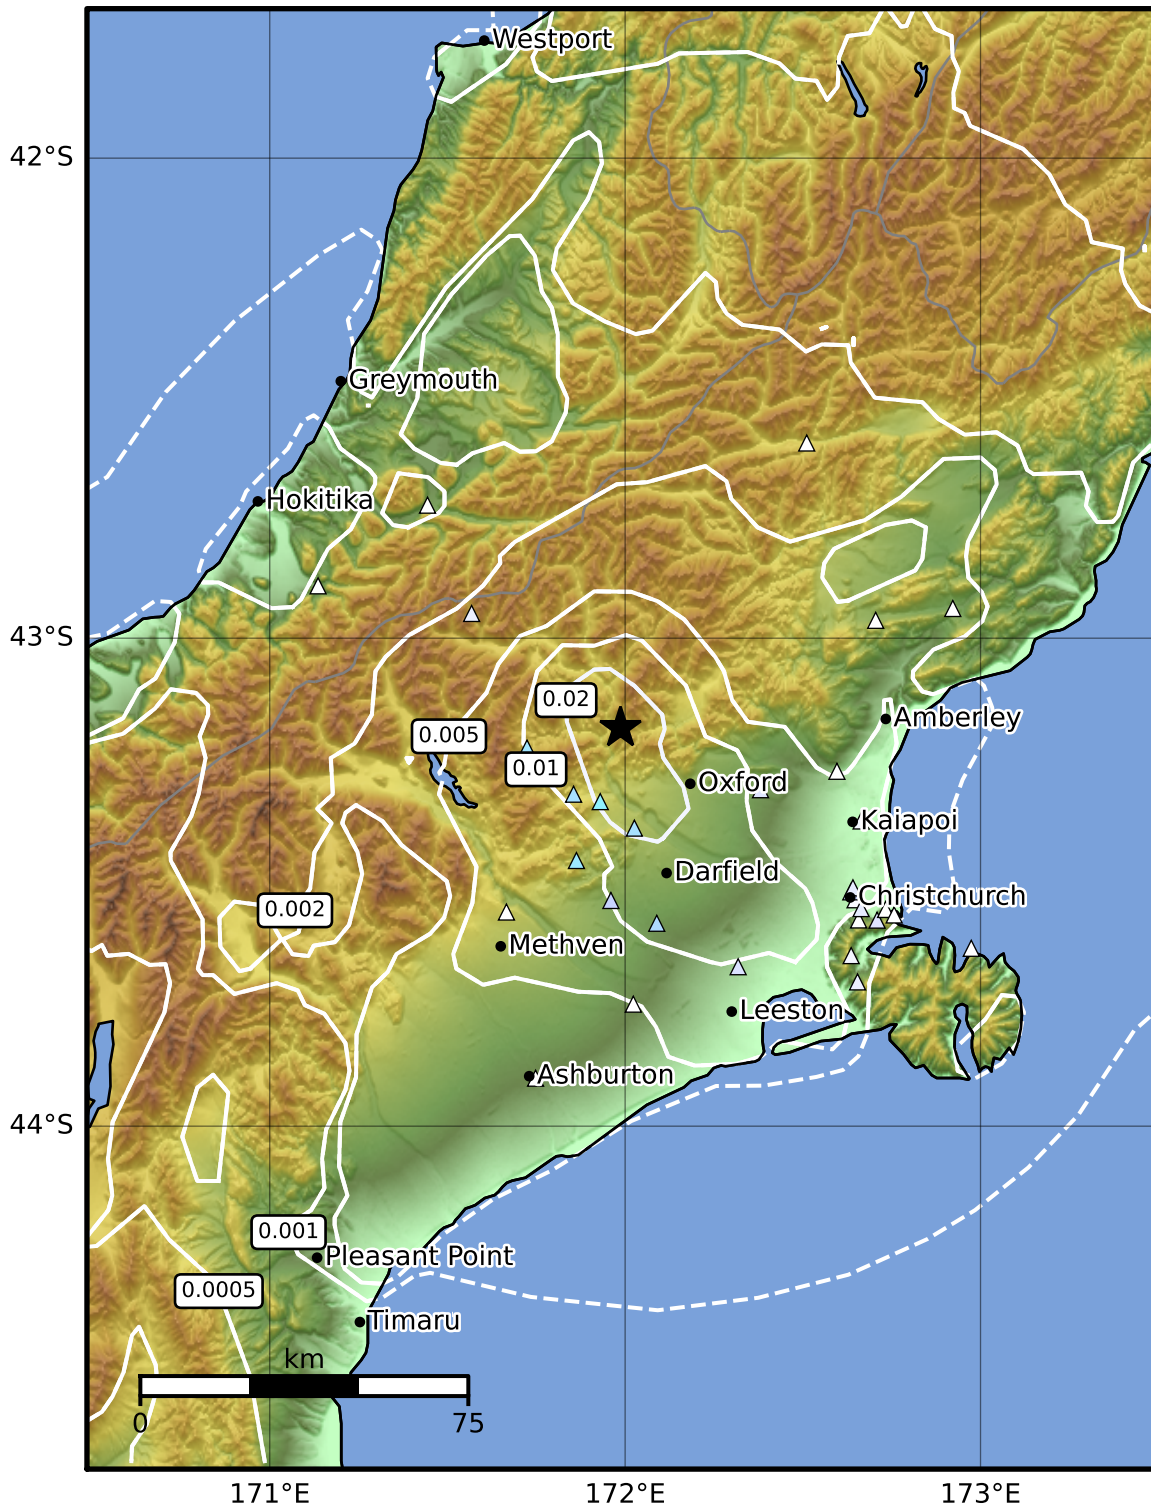 Westport
42°S
Greymouth
Hokitika
43°S
0.02
0.005
Amberley
0.01
Oxford
Kaiapoi
Darfield
Christchurch
0.002
Methven
Leeston
Ashburton
44°S
0.001
Pleasant Point
0.0005
Timaru
km
0
75
171°E
172°E
173°E